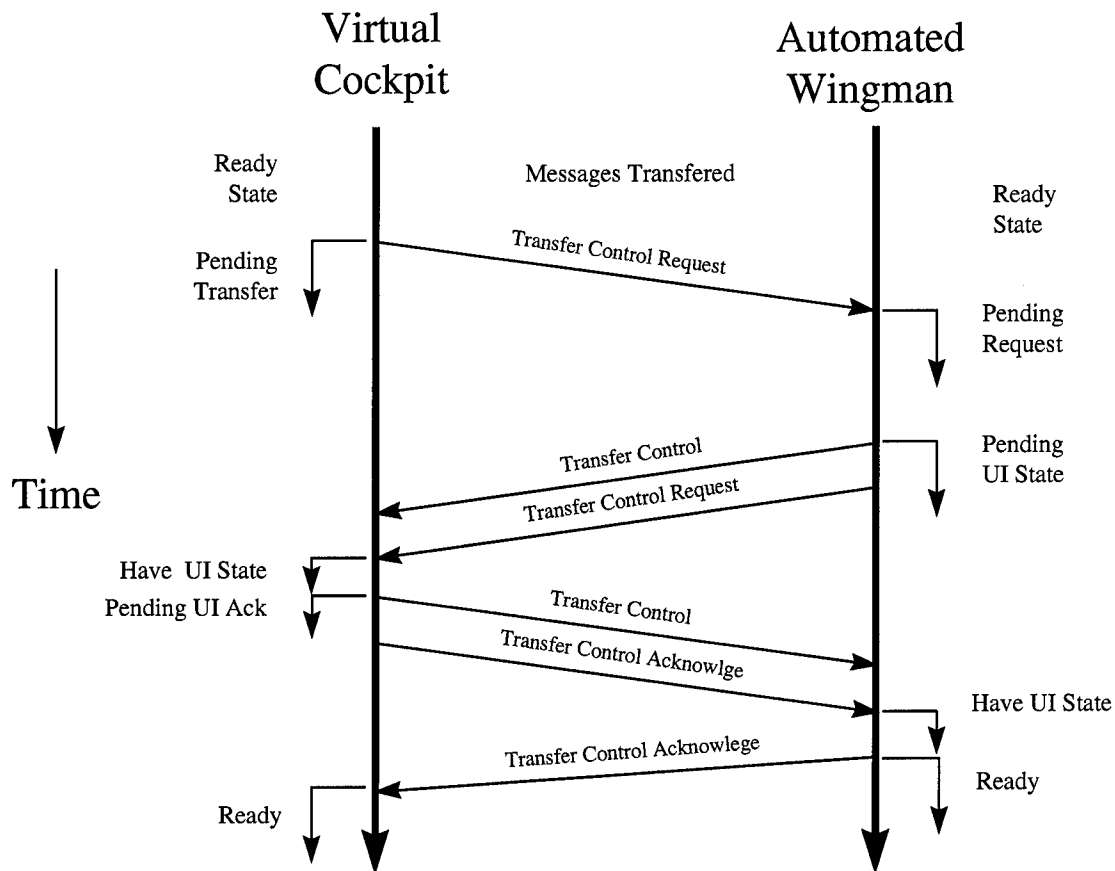 Virtual
Cockpit
Automated
Wingman
Ready
State
Messages Transfered
Ready
State
Transfer Control Request
Pending
Transfer
Pending
Request
Time
Transfer Control
Pending
UI State
Transfer Control Request
Have UI State
Pending UI Ack
Transfer Control
Transfer Control Acknowlge
Have UI State
Transfer Control Acknowlege
Ready
Ready